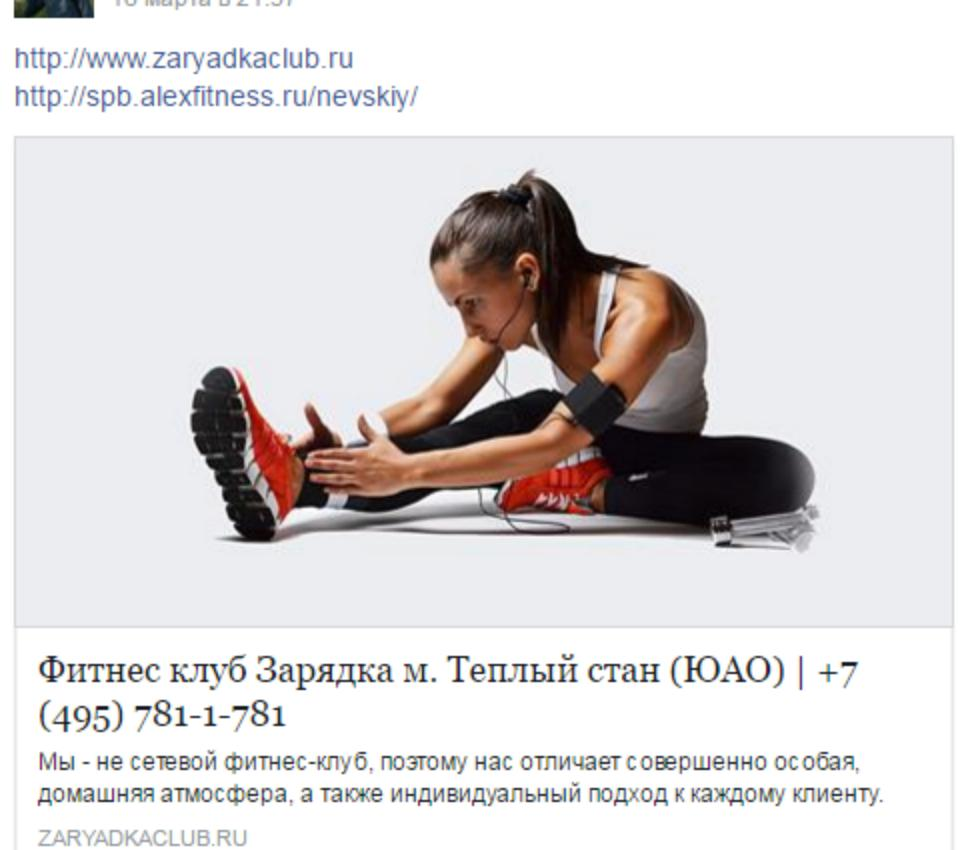 http://www.zaryadkaclub.ru
http://spb.alexfitness.ru/nevskiy/
Фитнес клуб Зарядка м. Теплый стан (ЮАО) | +7
(495) 781-1-781
Мы - не сетевой фитнес-клуб, поэтому нас отличает совершенно особая,
домашняя атмосфера, а также индивидуальный подход к каждому клиенту.
ZARYADKACLUB.RU